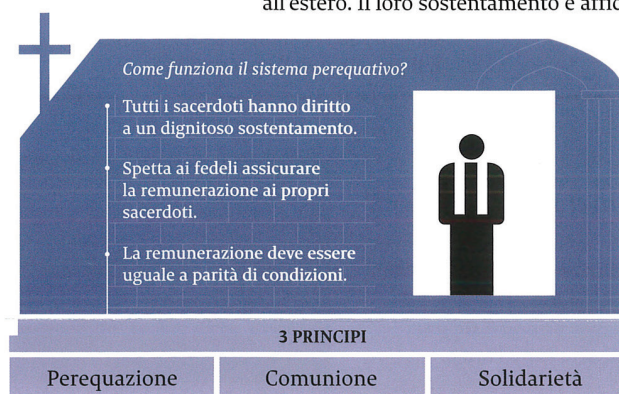 all'estero. Il loro sostentamento è
Come funziona il sistema perequativo?
Tutti i sacerdoti hanno diritto
a un dignitoso sostentamento.
Spetta ai fedeli assicurare
la remunerazione ai propri
sacerdoti.
La remunerazione deve essere
uguale a parità di condizioni.
3 PRINCIPI
Perequazione
Comunione
Solidarietà